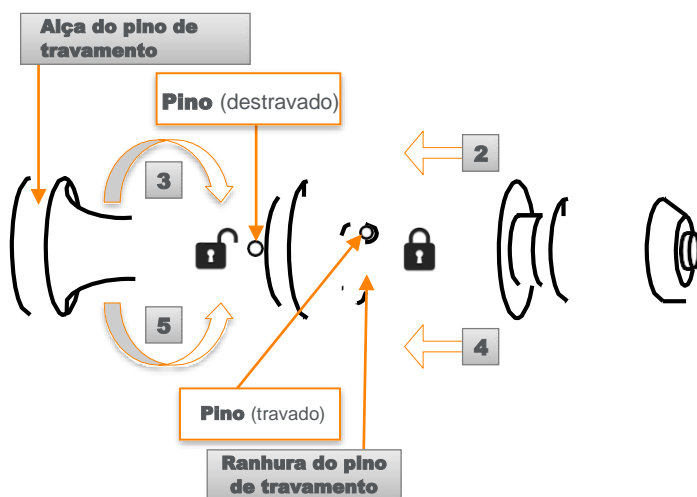 Alça do pino de
travamento
Pino (destravado)
3
2
5
4
Pino (travado)
Ranhura do pino
de travamento